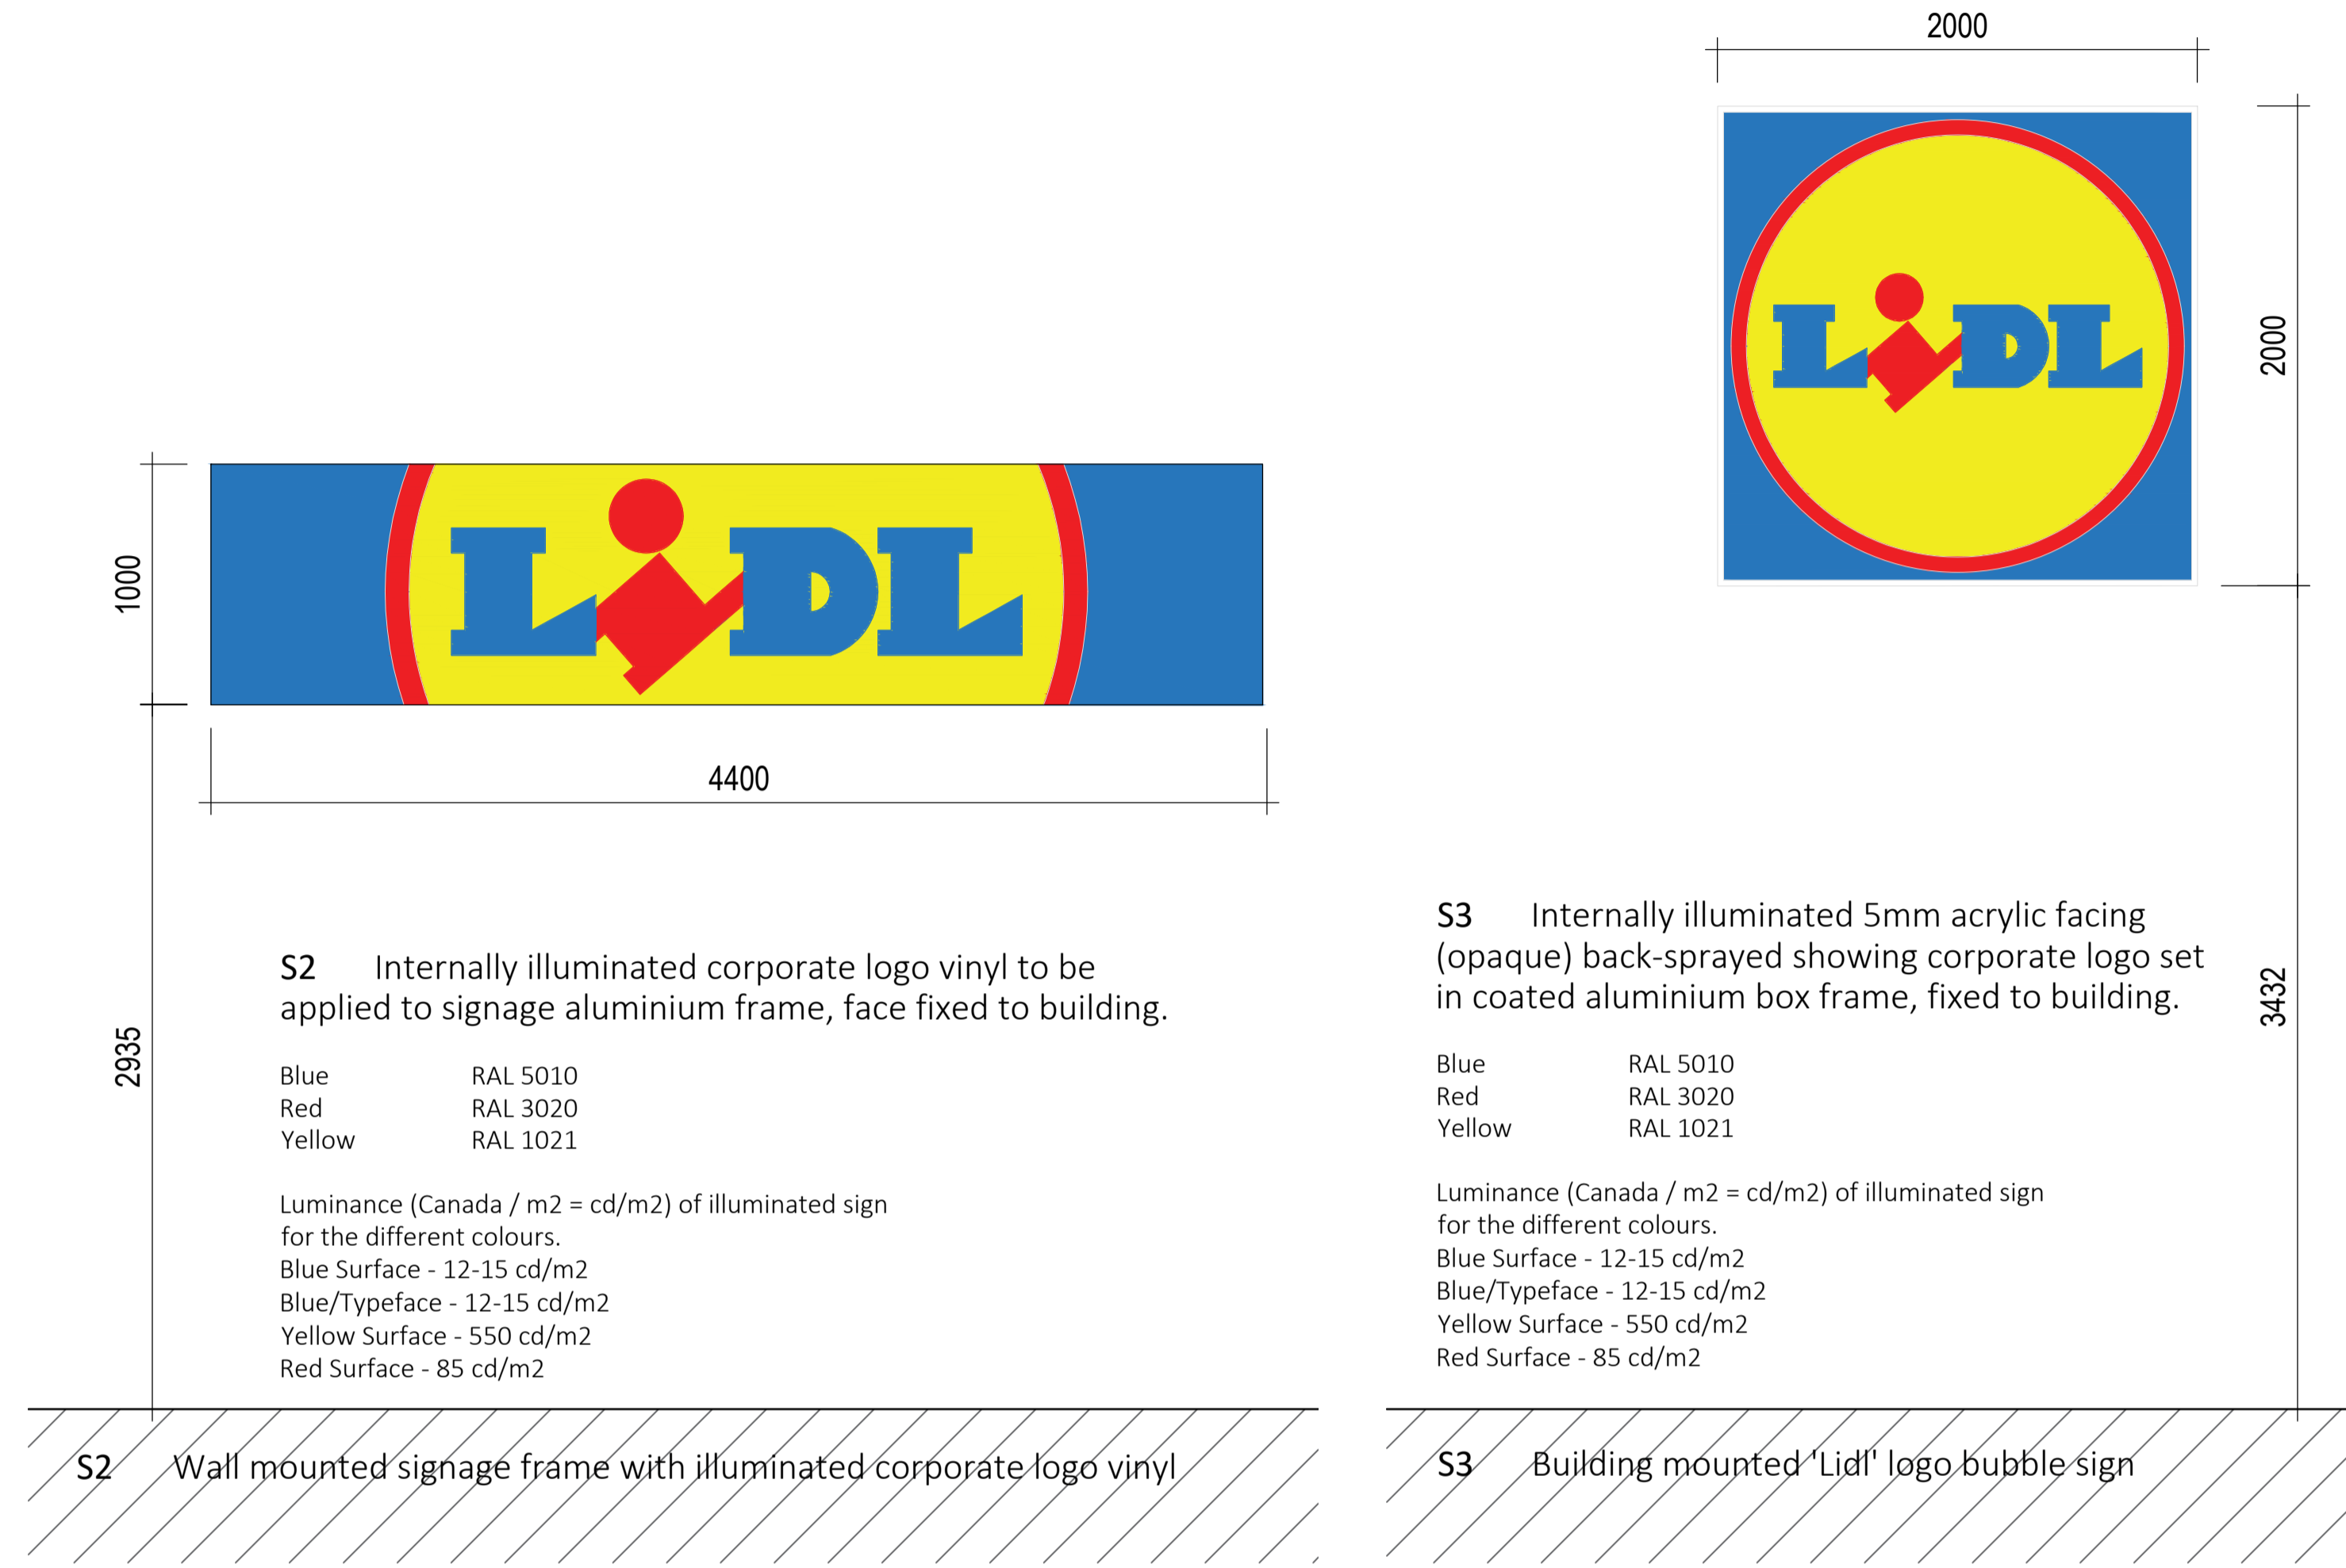 2000
2000
LiDL
LiDL
1000
4400
2935
3432
S2 Internally illuminated corporate logo vinyl to be
applied to signage aluminium frame, face fixed to building.
Blue RAL 5010
Red RAL 3020
Yellow RAL 1021
Luminance (Canada / m2 = cd/m2) of illuminated sign
for the different colours.
Blue Surface - 12-15 cd/m2
Blue/Typeface - 12-15 cd/m2
Yellow Surface - 550 cd/m2
Red Surface - 85 cd/m2
S2 Wall mounted signage frame with illuminated corporate logo vinyl
S3 Internally illuminated 5mm acrylic facing
(opaque) back-sprayed showing corporate logo set
in coated aluminium box frame, fixed to building.
Blue RAL 5010
Red RAL 3020
Yellow RAL 1021
Luminance (Canada / m2 = cd/m2) of illuminated sign
for the different colours.
Blue Surface - 12-15 cd/m2
Blue/Typeface - 12-15 cd/m2
Yellow Surface - 550 cd/m2
Red Surface - 85 cd/m2
S3 Building mounted 'Lidl' logo bubble sign